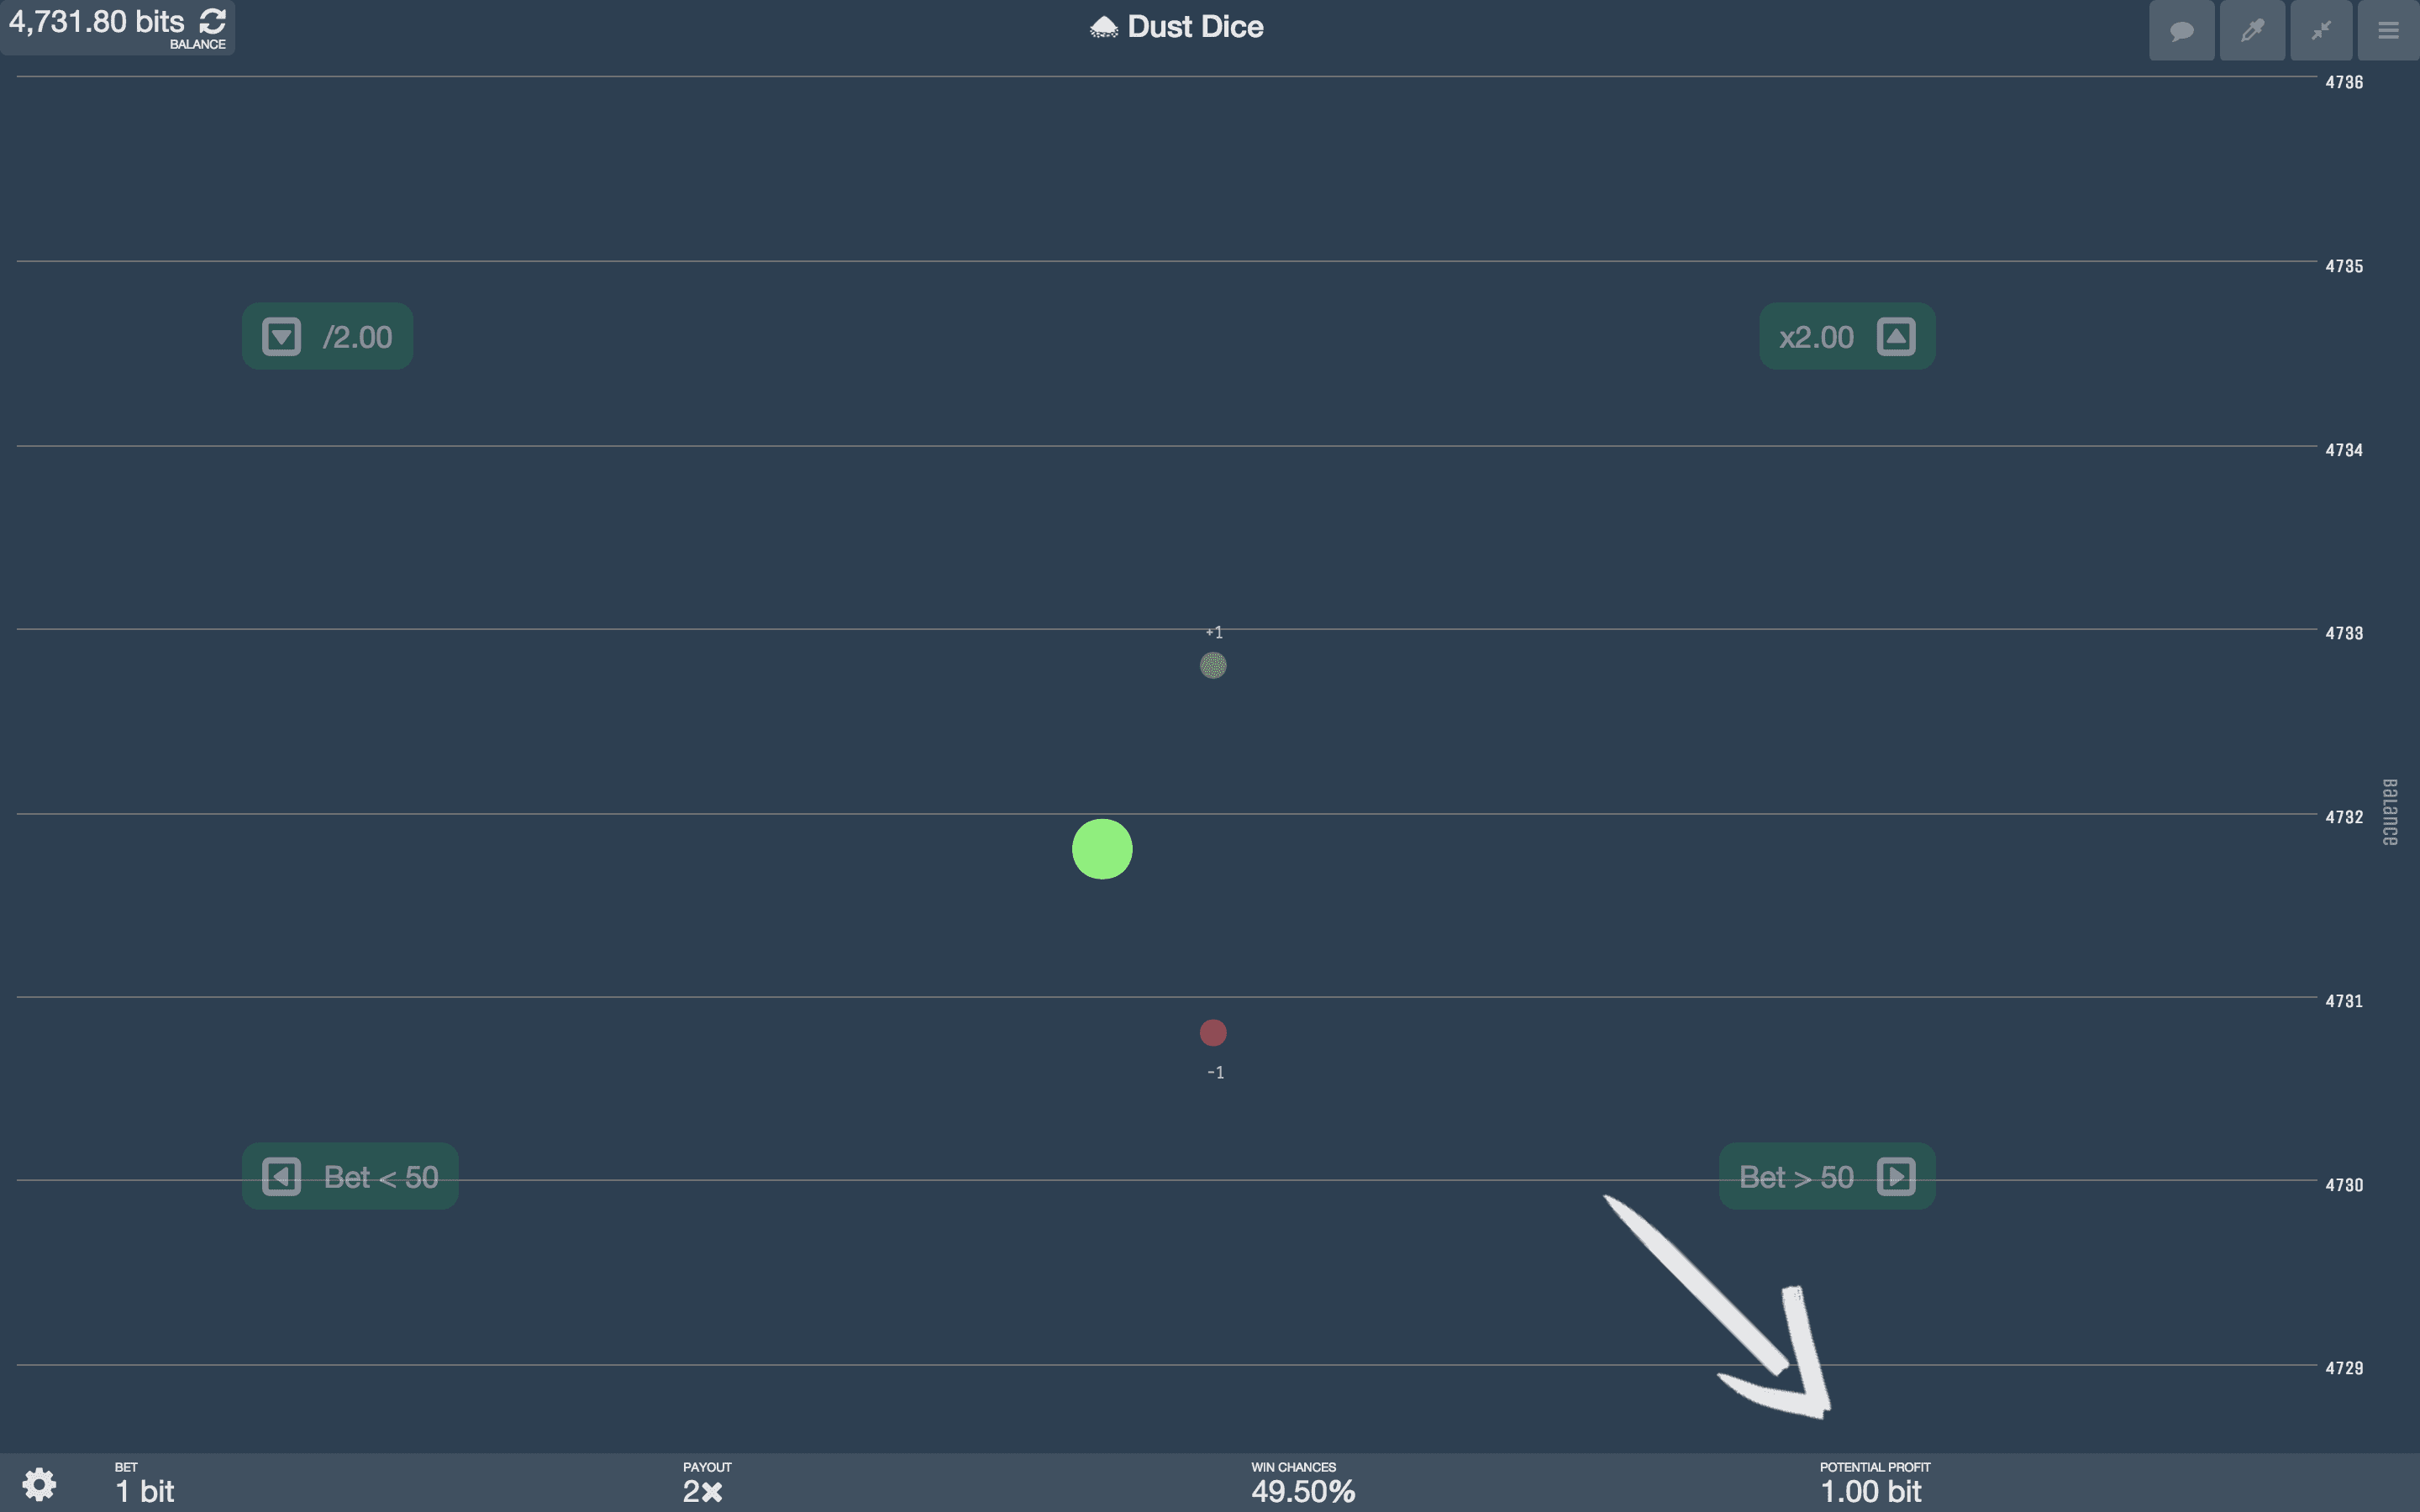 4,731.80 bits
BALANCE
Dust Dice
4736
4735
/2.00
x2.00
4734
+1
4733
4732
Balance
4731
-1
Bet < 50
Bet > 50
4730
4729
BET
1 bit
PAYOUT
2×
WIN CHANCES
49.50%
POTENTIAL PROFIT
1.00 bit